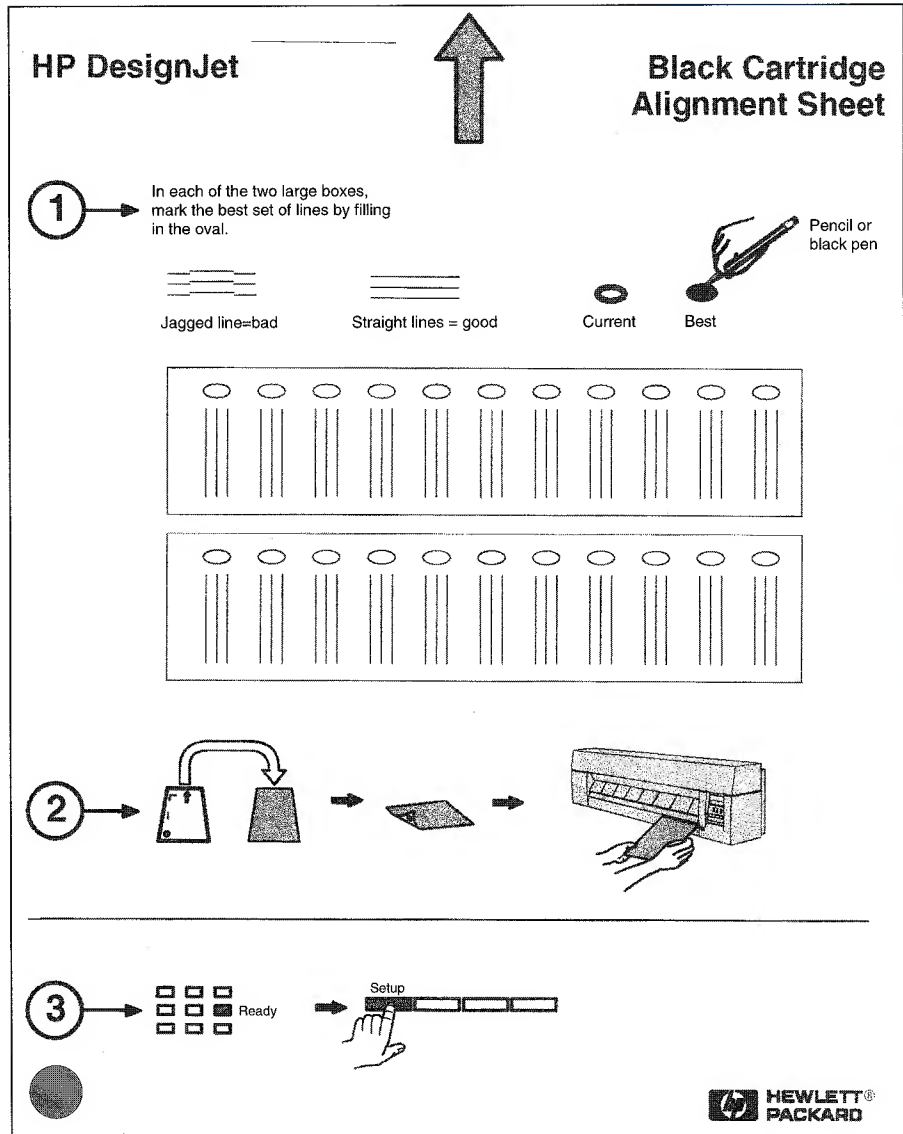 HP DesignJet
Black Cartridge
Alignment Sheet
1
In each of the two large boxes,
mark the best set of lines by filling
in the oval.
Pencil or
black pen
Jagged line=bad
Straight lines = good
Current
Best
2
3
Ready
Setup
hp HEWLETT®
PACKARD